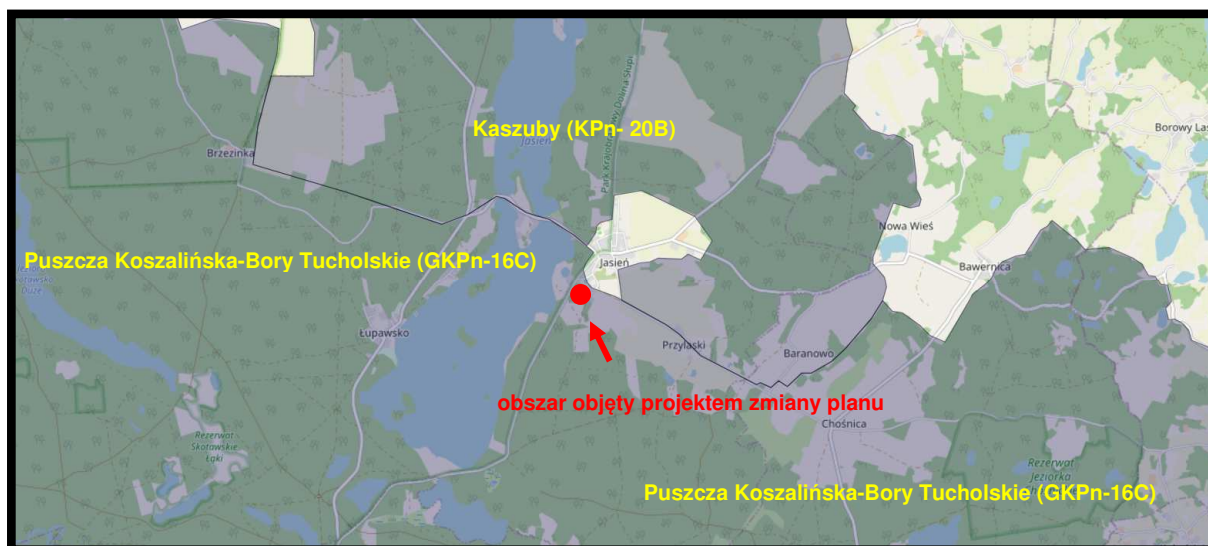 Kaszuby (KPn- 20B)
Jasień
Park Krajobrazowy Dolina Słupi
Borowy Las
Brzezinka
Nowa Wieś
Puszcza Koszalińska-Bory Tucholskie (GKPn-16C)
Jasień
Bawernica
Duże
Łupawsko
Przylaski
Baranowo
obszar objęty projektem zmiany planu
Chośnica
Rezerwat
Skotawskie
Łąki
Rezerwat
Jeziorka
Puszcza Koszalińska-Bory Tucholskie (GKPn-16C)